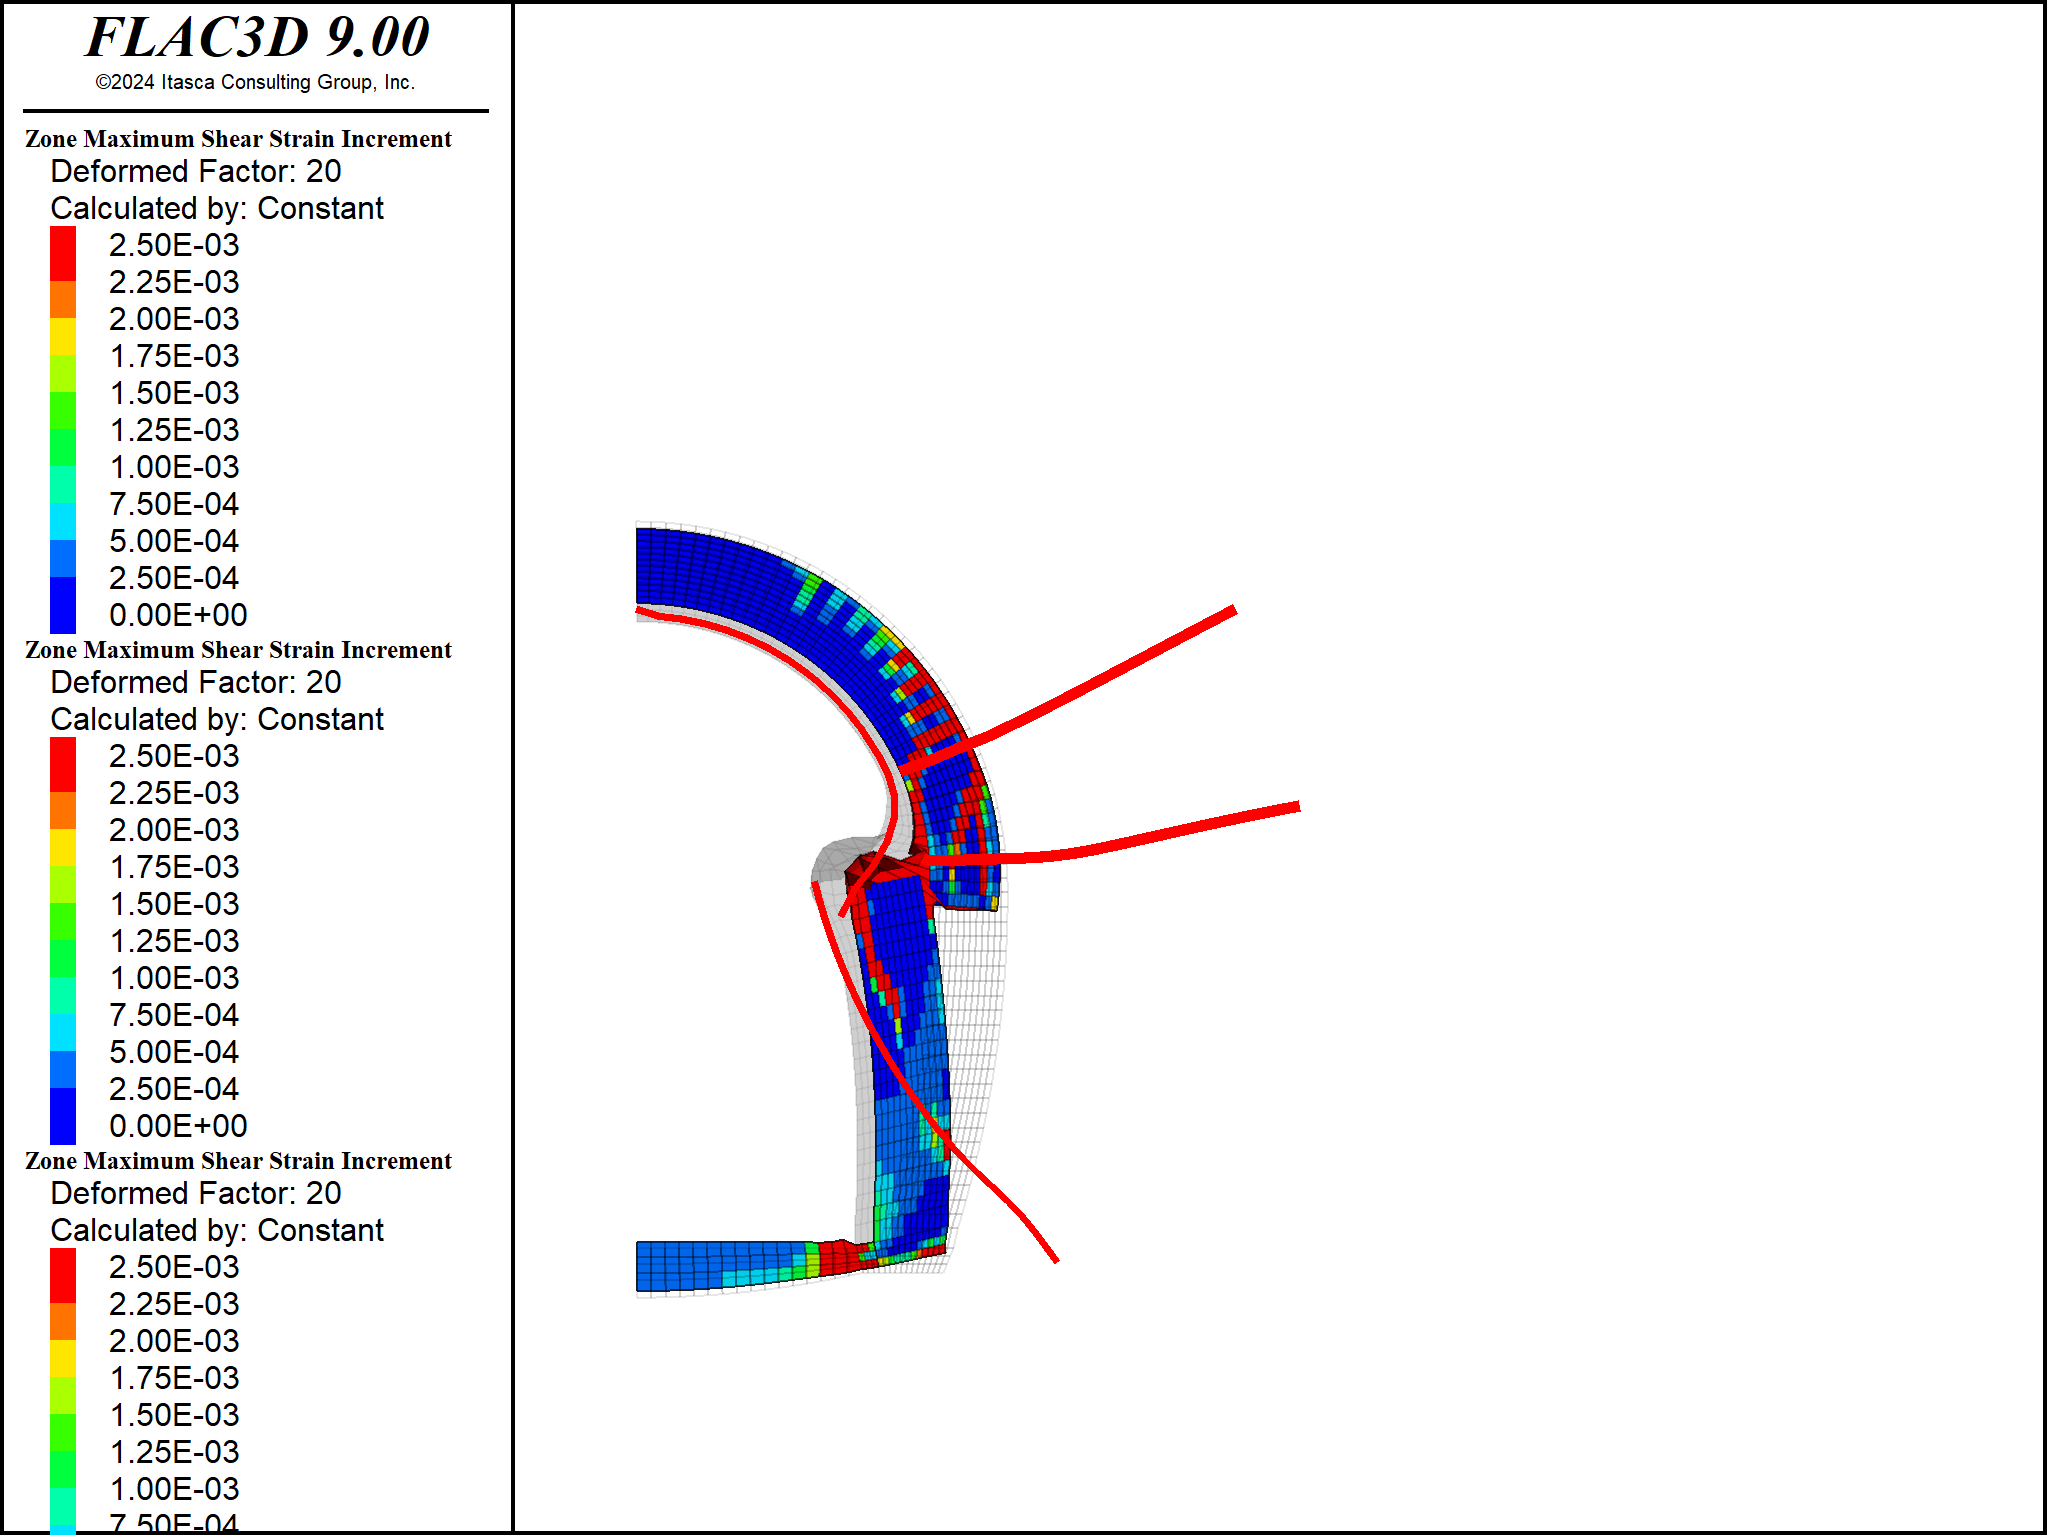 FLAC3D 9.00
©2024 Itasca Consulting Group, Inc.
Zone Maximum Shear Strain Increment
Deformed Factor: 20
Calculated by: Constant
2.50E-03
2.25E-03
2.00E-03
1.75E-03
1.50E-03
1.25E-03
1.00E-03
7.50E-04
5.00E-04
2.50E-04
0.00E+00
Zone Maximum Shear Strain Increment
Deformed Factor: 20
Calculated by: Constant
2.50E-03
2.25E-03
2.00E-03
1.75E-03
1.50E-03
1.25E-03
1.00E-03
7.50E-04
5.00E-04
2.50E-04
0.00E+00
Zone Maximum Shear Strain Increment
Deformed Factor: 20
Calculated by: Constant
2.50E-03
2.25E-03
2.00E-03
1.75E-03
1.50E-03
1.25E-03
1.00E-03
7.50E-04